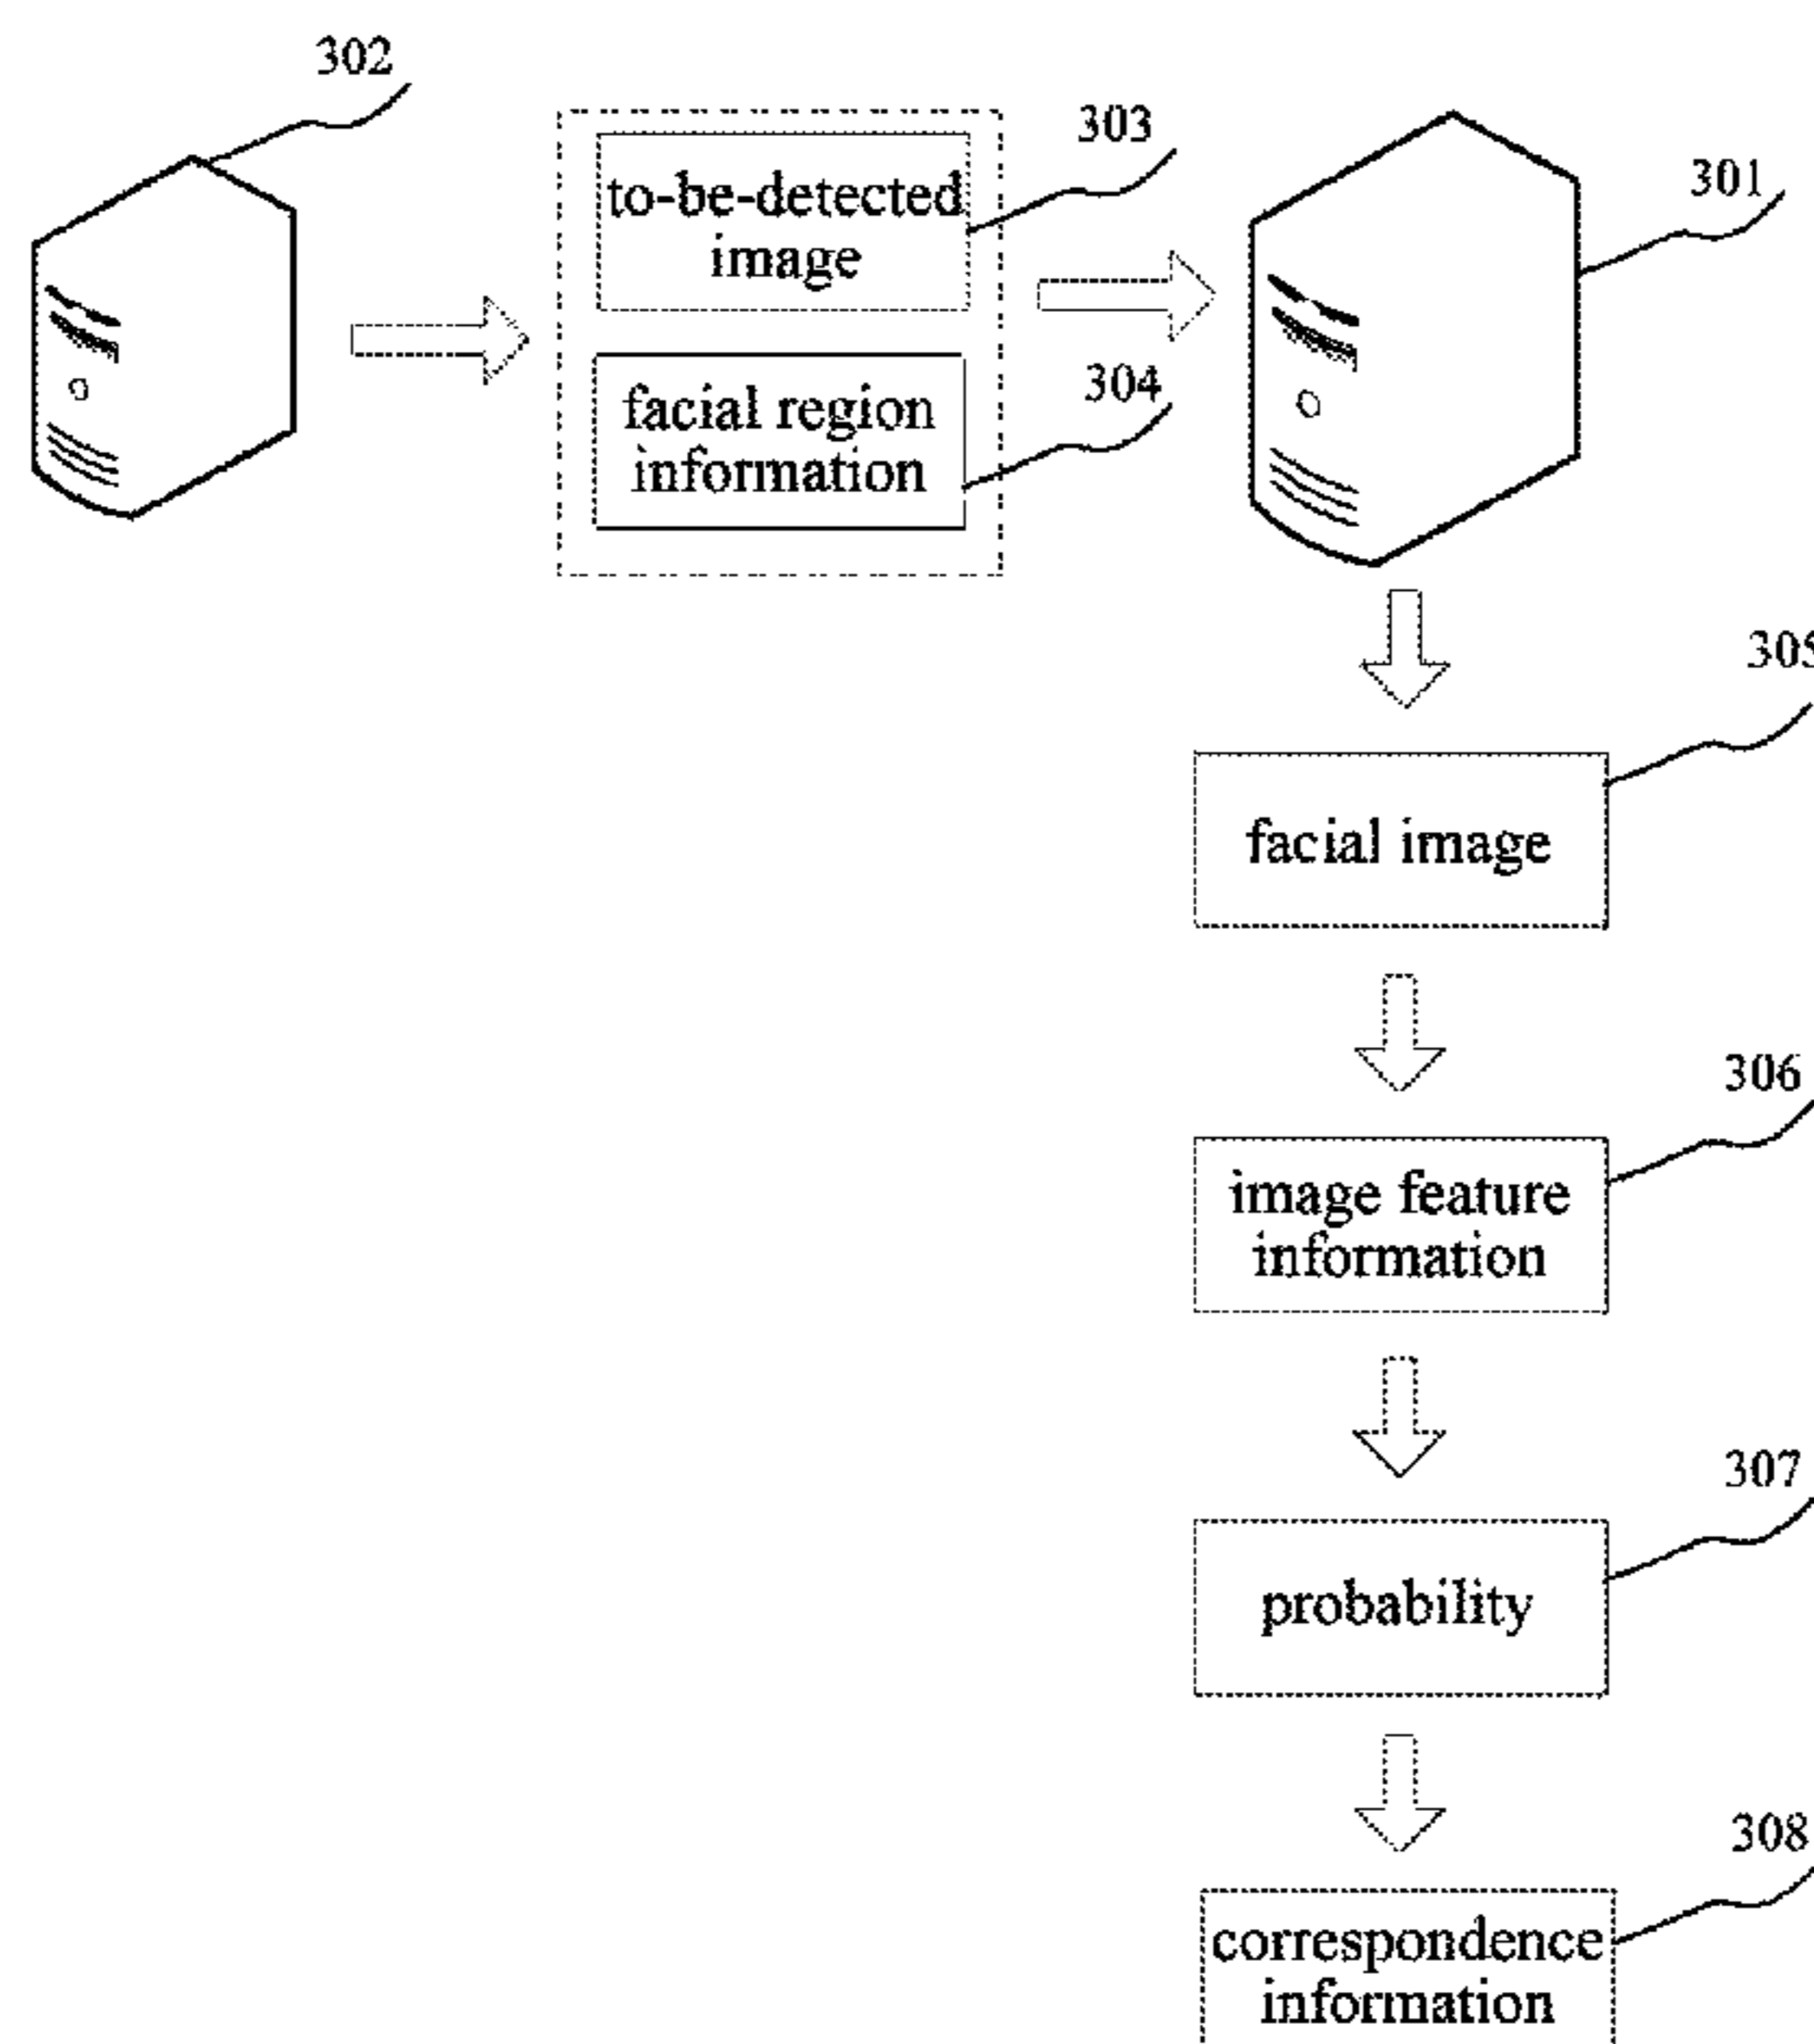 302
303
to-be-detected
image
301
304
facial region
information
305
facial image
306
image feature
information
307
probability
308
correspondence
information